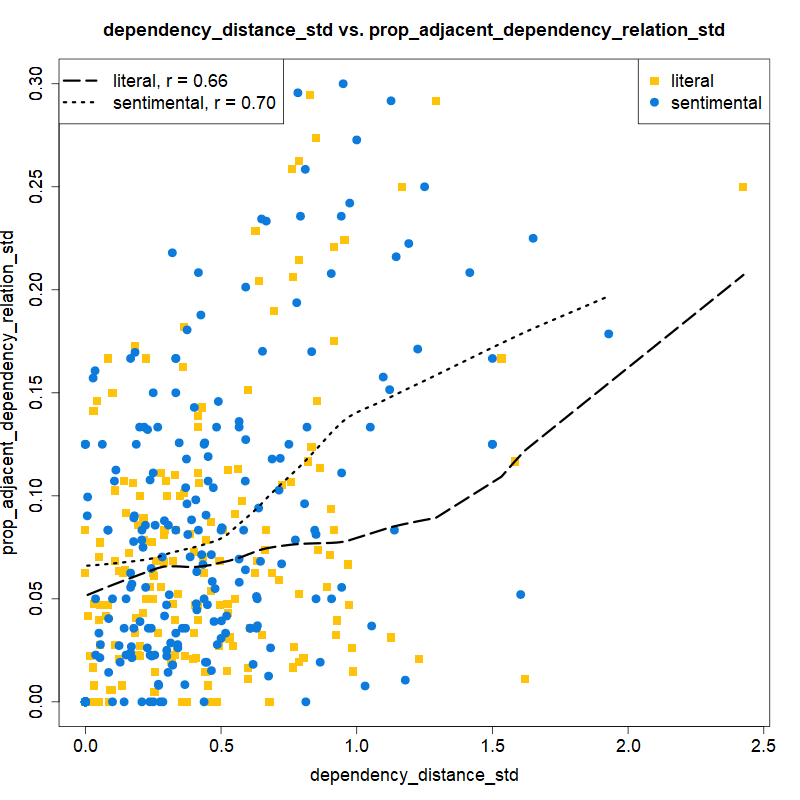 dependency_distance_std vs. prop_adjacent_dependency_relation_std
literal, r = 0.66
sentimental, r = 0.70
literal
sentimental
prop_adjacent_dependency_relation_std
0.30
0.25
0.20
0.15
0.10
0.05
0.00
0.0 0.5 1.0 1.5 2.0 2.5
dependency_distance_std